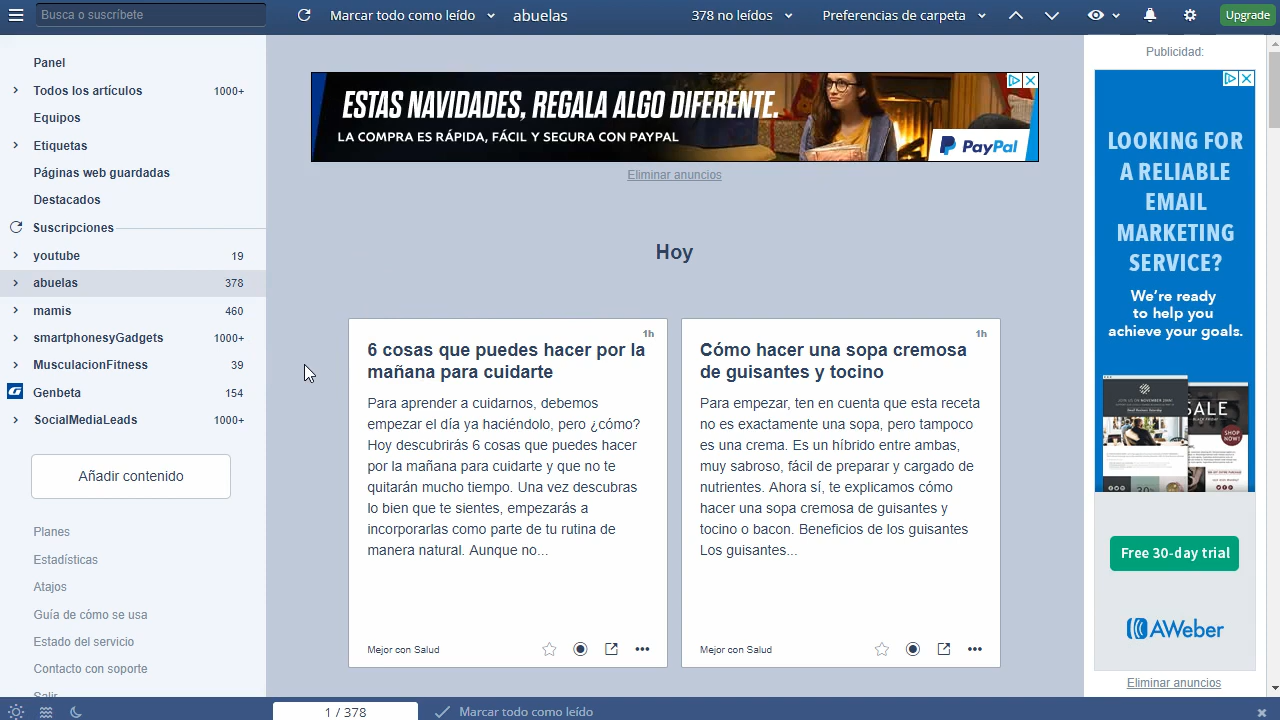 Busca o suscríbete
Marcar todo como leído
abuelas
378 no leídos
Preferencias de carpeta
Upgrade
Panel
Todos los artículos 1000+
Equipos
Etiquetas
Páginas web guardadas
Destacados
Suscripciones
youtube 19
abuelas 378
mamis 460
smartphonesyGadgets 1000+
MusculacionFitness 39
Genbeta 154
SocialMediaLeads 1000+
Añadir contenido
Planes
Estadísticas
Atajos
Guía de cómo se usa
Estado del servicio
Contacto con soporte
Salir
ESTAS NAVIDADES, REGALA ALGO DIFERENTE.
LA COMPRA ES RÁPIDA, FÁCIL Y SEGURA CON PAYPAL
PayPal
Eliminar anuncios
Hoy
1h
6 cosas que puedes hacer por la
mañana para cuidarte
Para aprender a cuidarnos, debemos
empezar el día ya haciéndolo, pero ¿cómo?
Hoy descubrirás 6 cosas que puedes hacer
por la mañana para cuidarte y que no te
quitarán mucho tiempo. Una vez descubras
lo bien que te sientes, empezarás a
incorporarlas como parte de tu rutina de
manera natural. Aunque no...
Mejor con Salud
1h
Cómo hacer una sopa cremosa
de guisantes y tocino
Para empezar, ten en cuenta que esta receta
no es exactamente una sopa, pero tampoco
es una crema. Es un híbrido entre ambas,
muy sabroso, fácil de preparar y cargado de
nutrientes. Ahora sí, te explicamos cómo
hacer una sopa cremosa de guisantes y
tocino o bacon. Beneficios de los guisantes
Los guisantes...
Mejor con Salud
Publicidad:
LOOKING FOR
A RELIABLE
EMAIL
MARKETING
SERVICE?
We're ready
to help you
achieve your goals.
SALE
SHOP
NOW!
Free 30-day trial
AWeber
Eliminar anuncios
1 / 378
Marcar todo como leído